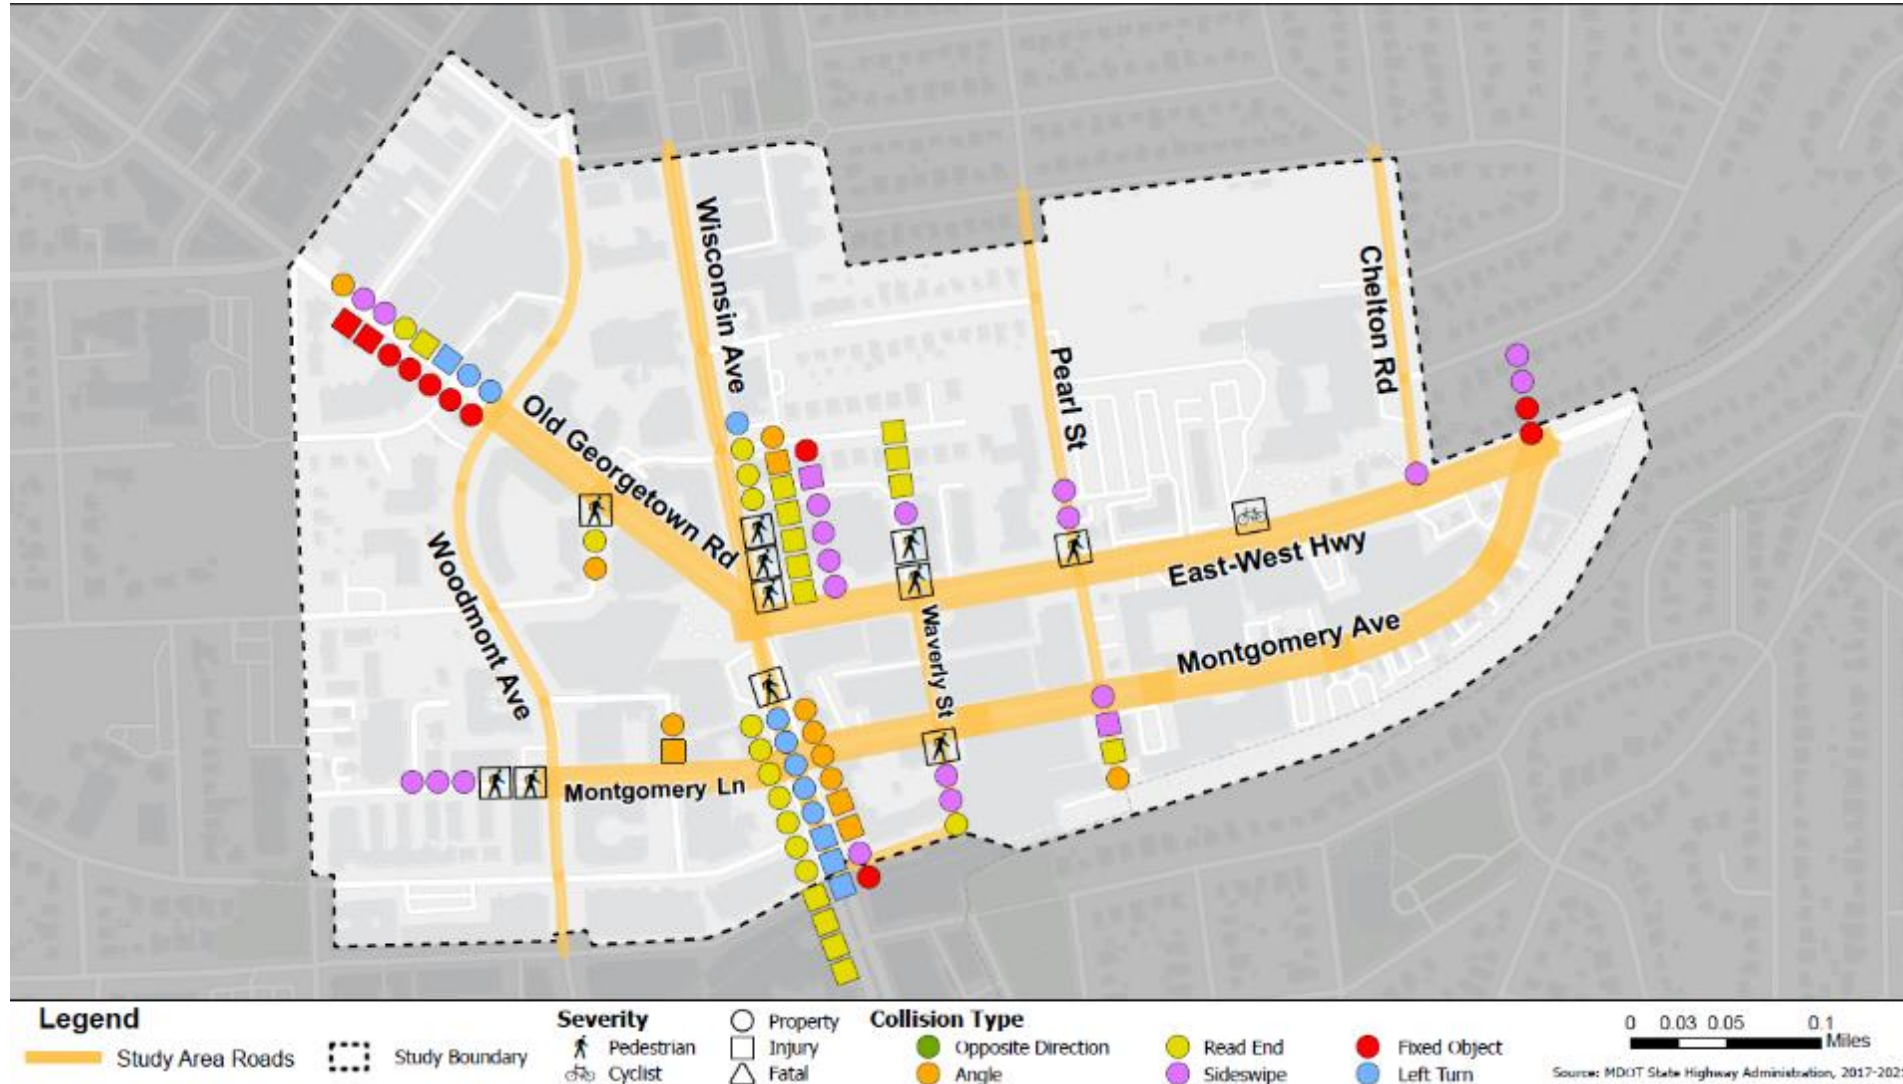 Wisconsin Ave
Chelton Rd
Pearl St
Old Georgetown Rd
Woodmont Ave
East-West Hwy
Waverly St
Montgomery Ave
Montgomery Ln
Legend
Study Area Roads
Study Boundary
Severity
Pedestrian
Cyclist
Property
Injury
Fatal
Collision Type
Opposite Direction
Angle
Read End
Sideswipe
Fixed Object
Left Turn
0 0.03 0.05 0.1
Miles
Source: MDOT State Highway Administration, 2017-202